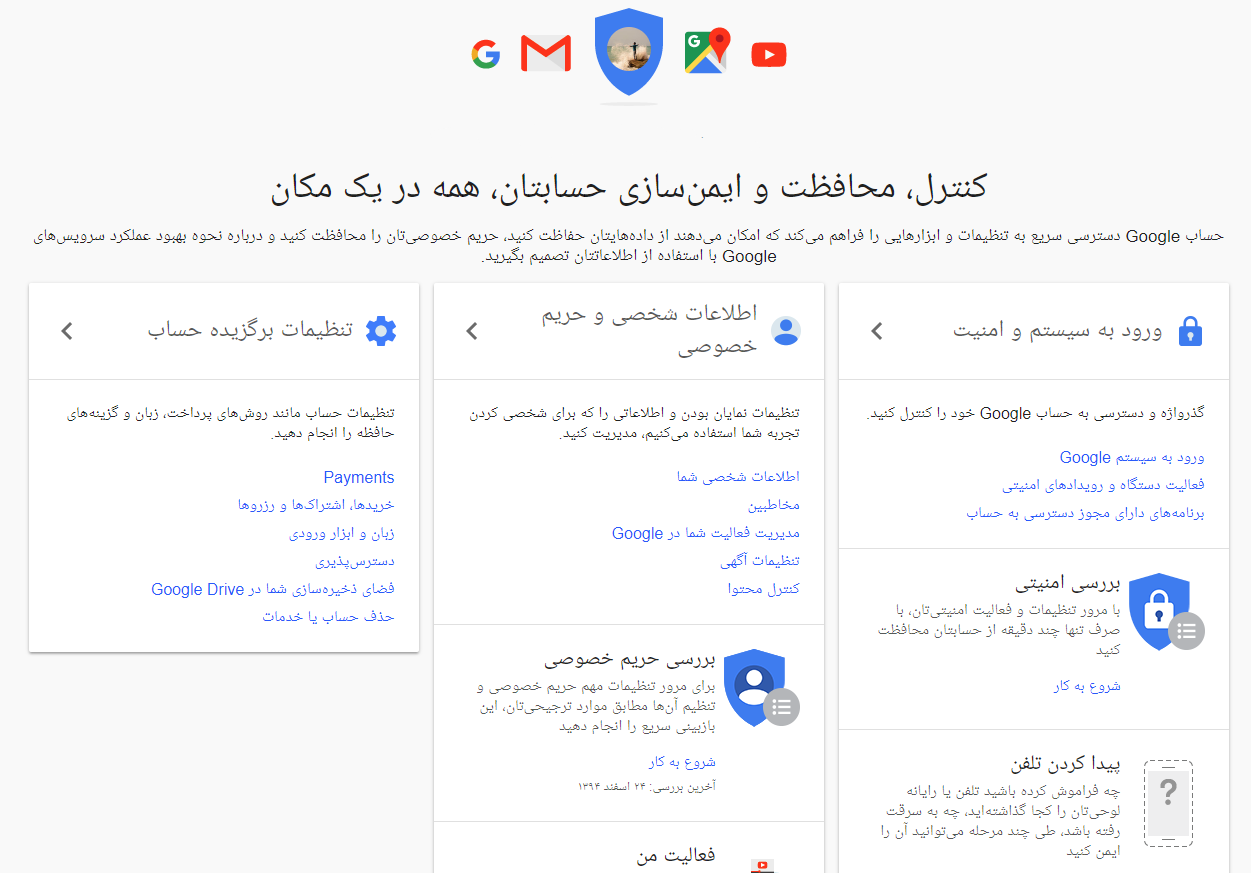 کنترل، محافظت و ایمن‌سازی حسابتان، همه در یک مکان
حساب Google دسترسی سریع به تنظیمات و ابزارهایی را فراهم می‌کند که امکان می‌دهند از داده‌هایتان حفاظت کنید، حریم خصوصی‌تان را محافظت کنید و درباره نحوه بهبود عملکرد سرویس‌های
Google با استفاده از اطلاعاتتان تصمیم بگیرید.
ورود به سیستم و امنیت
گذرواژه و دسترسی به حساب Google خود را کنترل کنید.
ورود به سیستم Google
فعالیت دستگاه و رویدادهای امنیتی
برنامه‌های دارای مجوز دسترسی به حساب
بررسی امنیتی
با مرور تنظیمات و فعالیت امنیتی‌تان، با
صرف تنها چند دقیقه از حسابتان محافظت
کنید
شروع به کار
پیدا کردن تلفن
چه فراموش کرده باشید تلفن یا رایانه
لوحی‌تان را کجا گذاشته‌اید، چه به سرقت
رفته باشد، طی چند مرحله می‌توانید آن را
ایمن کنید
اطلاعات شخصی و حریم
خصوصی
تنظیمات نمایان بودن و اطلاعاتی را که برای شخصی کردن
تجربه شما استفاده می‌کنیم، مدیریت کنید.
اطلاعات شخصی شما
مخاطبین
مدیریت فعالیت شما در Google
تنظیمات آگهی
کنترل محتوا
بررسی حریم خصوصی
برای مرور تنظیمات مهم حریم خصوصی و
تنظیم آن‌ها مطابق موارد ترجیحی‌تان، این
بازبینی سریع را انجام دهید
شروع به کار
آخرین بررسی: ۲۴ اسفند ۱۳۹۴
فعالیت من
تنظیمات برگزیده حساب
تنظیمات حساب مانند روش‌های پرداخت، زبان و گزینه‌های
حافظه را انجام دهید.
Payments
خریدها، اشتراک‌ها و رزروها
زبان و ابزار ورودی
دسترس‌پذیری
فضای ذخیره‌سازی شما در Google Drive
حذف حساب یا خدمات